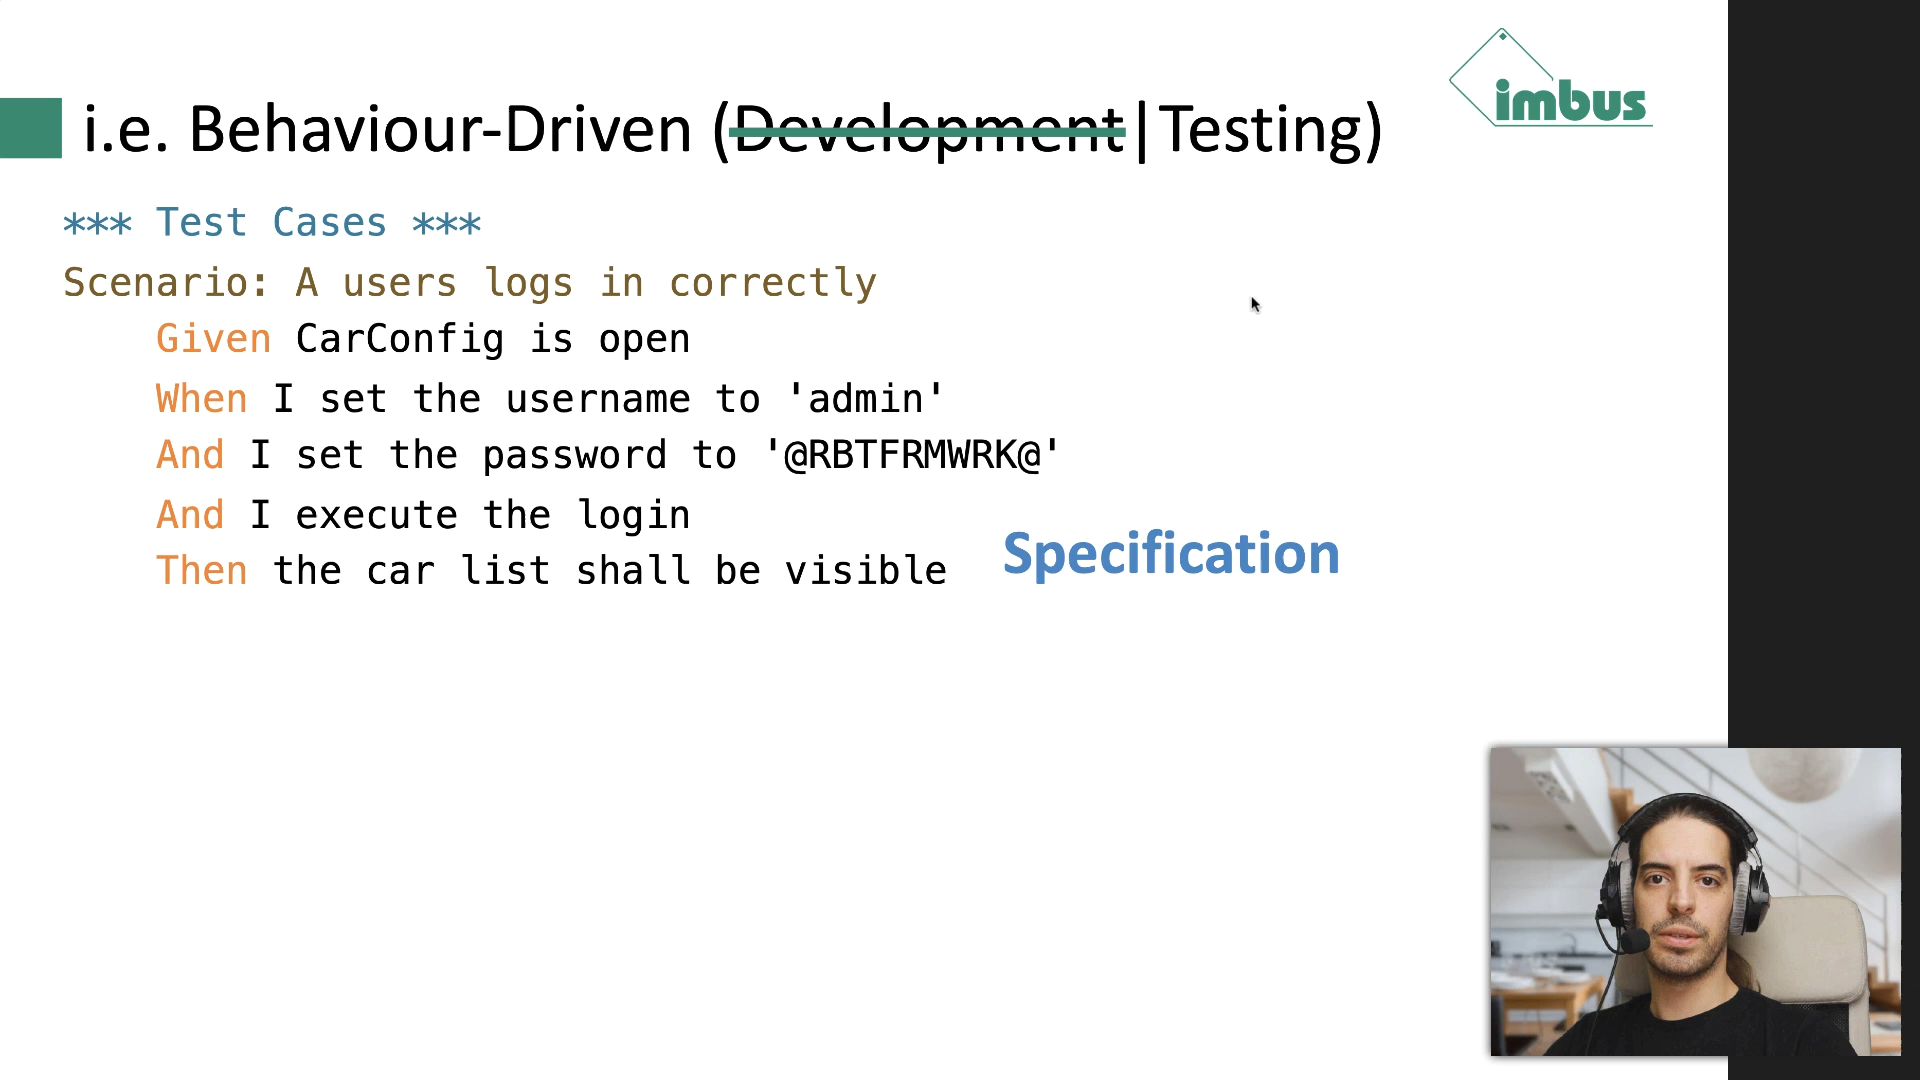 imbus
i.e. Behaviour-Driven (Development|Testing)
*** Test Cases ***
Scenario: A users logs in correctly
Given CarConfig is open
When I set the username to 'admin'
And I set the password to '@RBTFRMWRK@'
And I execute the login
Then the car list shall be visible
Specification